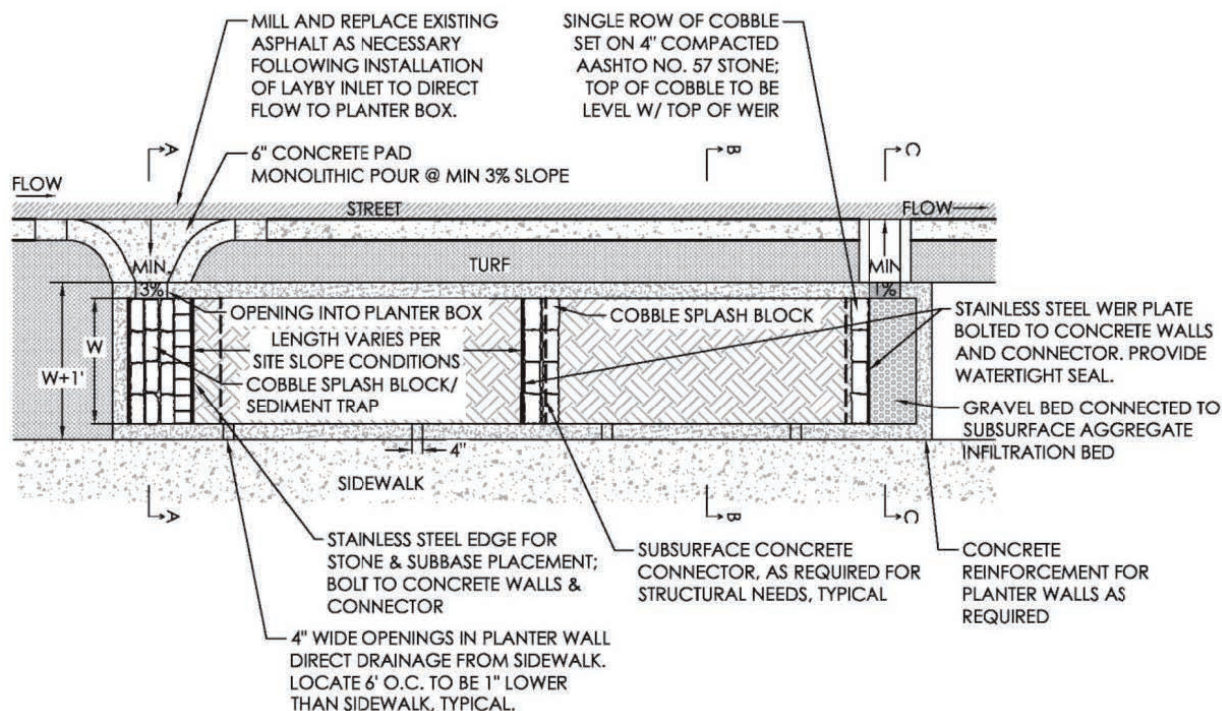 MILL AND REPLACE EXISTING
ASPHALT AS NECESSARY
FOLLOWING INSTALLATION
OF LAYBY INLET TO DIRECT
FLOW TO PLANTER BOX.
SINGLE ROW OF COBBLE
SET ON 4" COMPACTED
AASHTO NO. 57 STONE;
TOP OF COBBLE TO BE
LEVEL W/ TOP OF WEIR
A
B
C
6" CONCRETE PAD
MONOLITHIC POUR @ MIN 3% SLOPE
FLOW
STREET
FLOW
MIN.
3%
TURF
MIN
1%
OPENING INTO PLANTER BOX
COBBLE SPLASH BLOCK
LENGTH VARIES PER
SITE SLOPE CONDITIONS
COBBLE SPLASH BLOCK/
SEDIMENT TRAP
W
W+1'
STAINLESS STEEL WEIR PLATE
BOLTED TO CONCRETE WALLS
AND CONNECTOR. PROVIDE
WATERTIGHT SEAL.
GRAVEL BED CONNECTED TO
SUBSURFACE AGGREGATE
INFILTRATION BED
4"
SIDEWALK
A
B
C
STAINLESS STEEL EDGE FOR
STONE & SUBBASE PLACEMENT;
BOLT TO CONCRETE WALLS &
CONNECTOR
SUBSURFACE CONCRETE
CONNECTOR, AS REQUIRED FOR
STRUCTURAL NEEDS, TYPICAL
CONCRETE
REINFORCEMENT FOR
PLANTER WALLS AS
REQUIRED
4" WIDE OPENINGS IN PLANTER WALL
DIRECT DRAINAGE FROM SIDEWALK.
LOCATE 6' O.C. TO BE 1" LOWER
THAN SIDEWALK, TYPICAL.